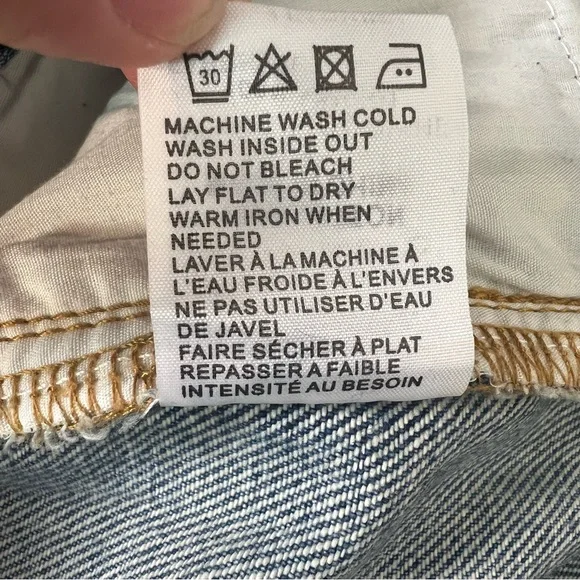 30
MACHINE WASH COLD
WASH INSIDE OUT
DO NOT BLEACH
LAY FLAT TO DRY
WARM IRON WHEN
NEEDED
LAVER À LA MACHINE À
L'EAU FROIDE À L'ENVERS
NE PAS UTILISER D'EAU
DE JAVEL
FAIRE SÉCHER À PLAT
REPASSER A FAIBLE
INTENSITÉ AU BESOIN